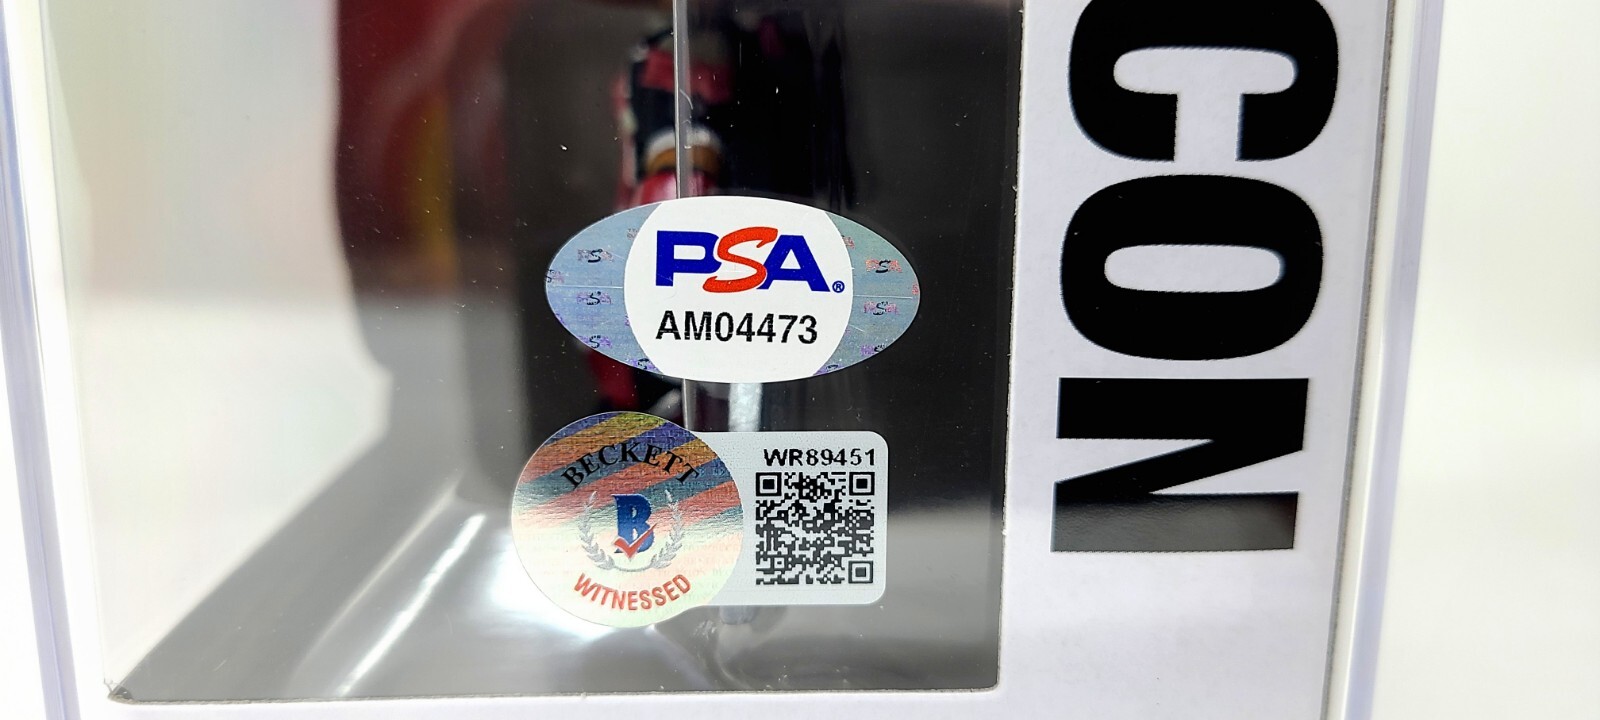 PSA®
AM04473
BECKETT
B
WITNESSED
WR89451
CON